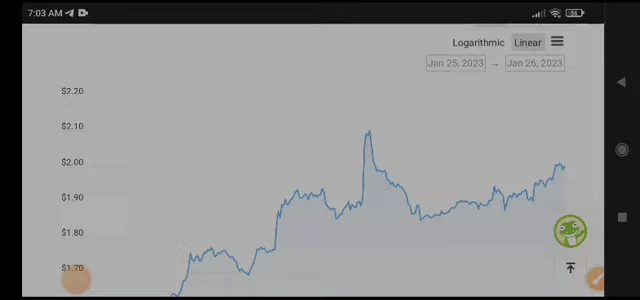 7:03 AM
56
Logarithmic Linear
Jan 25, 2023 → Jan 26, 2023
$2.20
$2.10
$2.00
$1.90
$1.80
$1.70